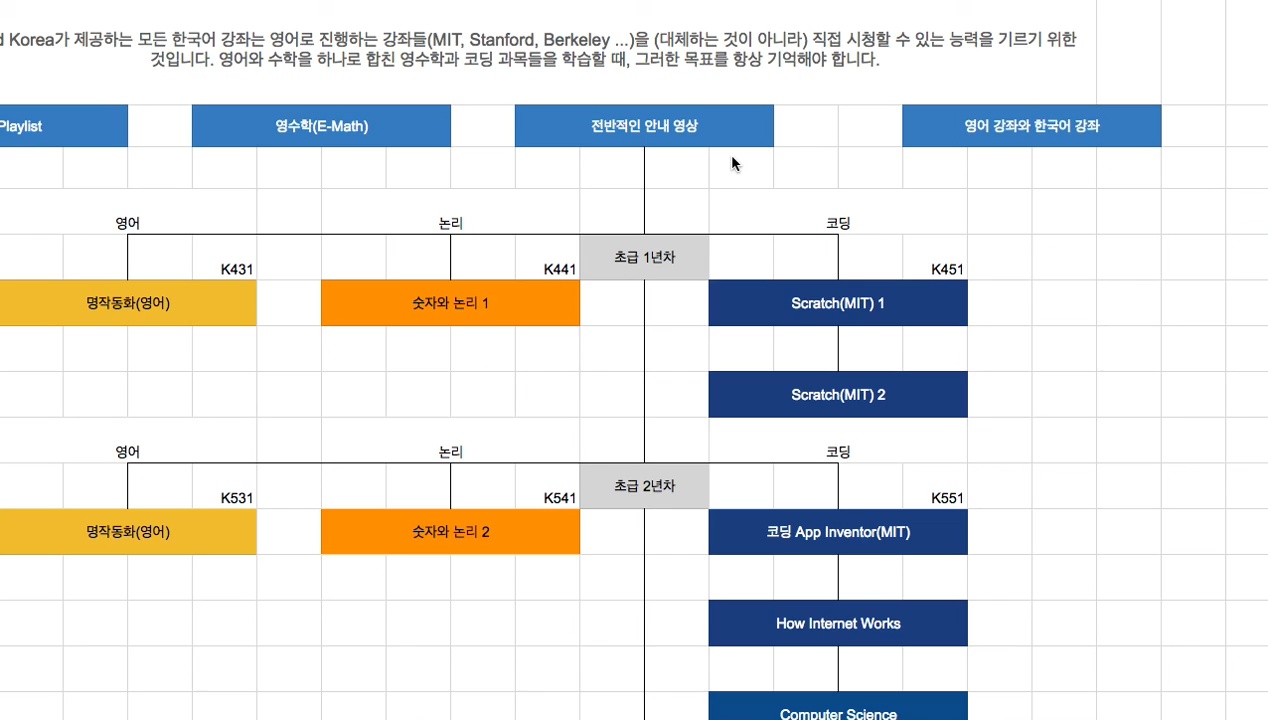 d Korea가 제공하는 모든 한국어 강좌는 영어로 진행하는 강좌들(MIT, Stanford, Berkeley ...)을 (대체하는 것이 아니라) 직접 시청할 수 있는 능력을 기르기 위한
것입니다. 영어와 수학을 하나로 합친 영수학과 코딩 과목들을 학습할 때, 그러한 목표를 항상 기억해야 합니다.
Playlist
영수학(E-Math)
전반적인 안내 영상
영어 강좌와 한국어 강좌
영어
논리
코딩
초급 1년차
K431
K441
K451
명작동화(영어)
숫자와 논리 1
Scratch(MIT) 1
Scratch(MIT) 2
영어
논리
코딩
초급 2년차
K531
K541
K551
명작동화(영어)
숫자와 논리 2
코딩 App Inventor(MIT)
How Internet Works
Computer Science